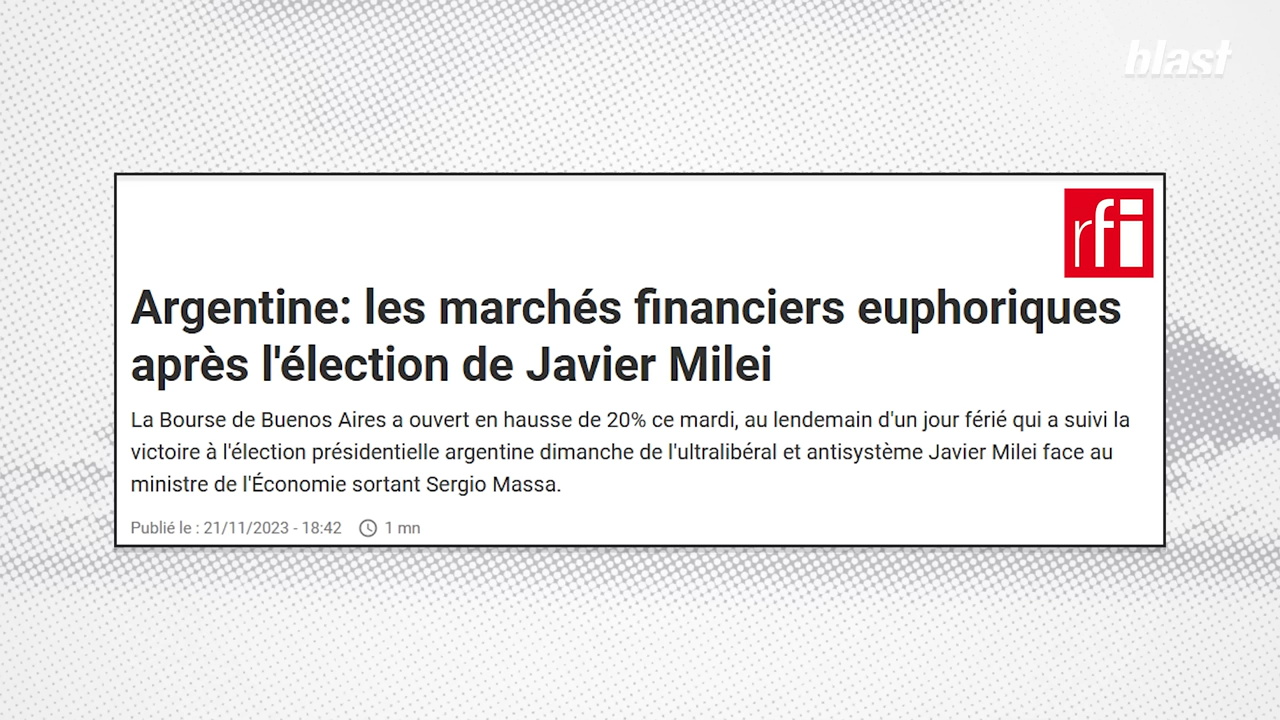 blast
rfi
Argentine: les marchés financiers euphoriques
après l'élection de Javier Milei
La Bourse de Buenos Aires a ouvert en hausse de 20% ce mardi, au lendemain d'un jour férié qui a suivi la
victoire à l'élection présidentielle argentine dimanche de l'ultralibéral et antisystème Javier Milei face au
ministre de l'Économie sortant Sergio Massa.
Publié le : 21/11/2023 - 18:42 1 mn